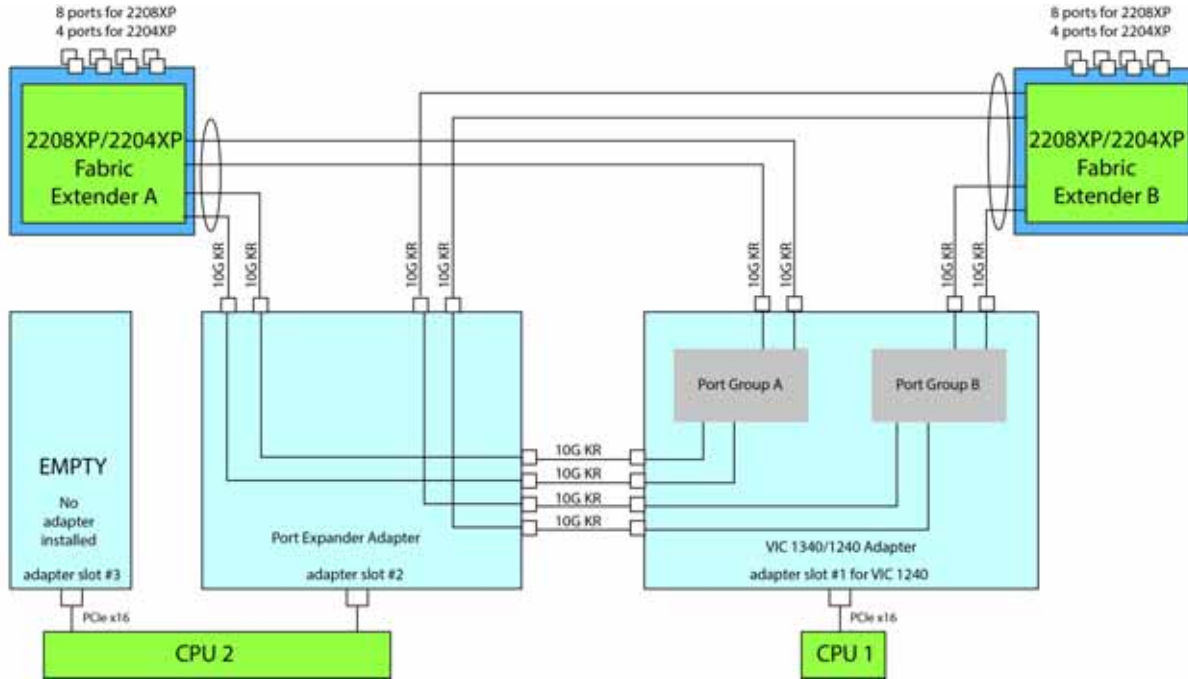 8 ports for 2208XP
4 ports for 2204XP
8 ports for 2208XP
4 ports for 2204XP
2208XP/2204XP
Fabric
Extender A
2208XP/2204XP
Fabric
Extender B
10G KR
10G KR
10G KR
10G KR
10G KR
10G KR
10G KR
10G KR
Port Group A
Port Group B
10G KR
10G KR
10G KR
10G KR
EMPTY
No
adapter
installed
adapter slot #3
Port Expander Adapter
adapter slot #2
VIC 1340/1240 Adapter
adapter slot #1 for VIC 1240
PCIe x16
PCIe x16
CPU 2
CPU 1